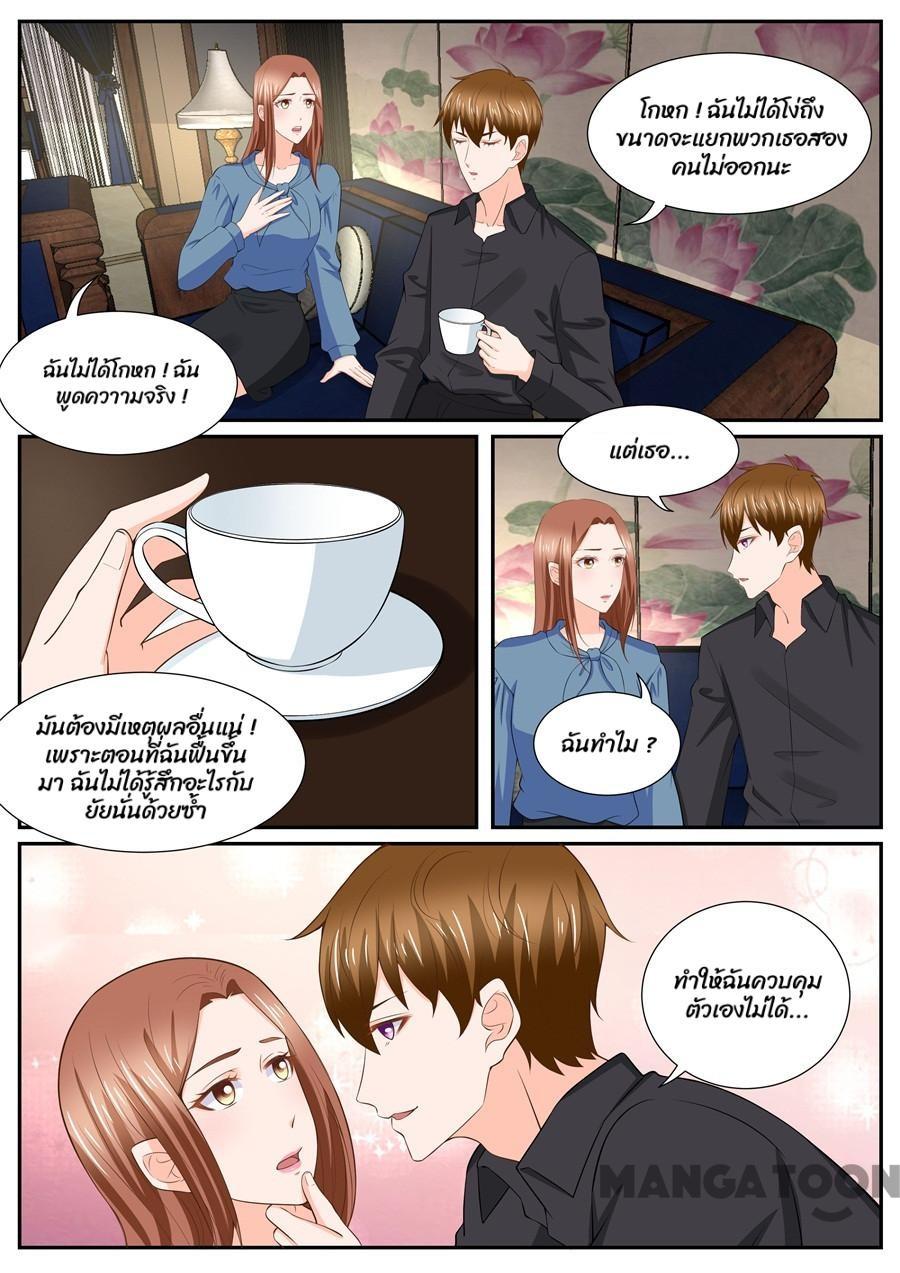 โกหก ! ฉันไม่ได้โง่ถึง
ขนาดจะแยกพวกเธอสอง
คนไม่ออกนะ
ฉันไม่ได้โกหก ! ฉัน
พูดความจริง !
มันต้องมีเหตุผลอื่นแน่ !
เพราะตอนที่ฉันฟื้นขึ้น
มา ฉันไม่ได้รู้สึกอะไรกับ
ยัยนั่นด้วยซ้ำ
แต่เธอ...
ฉันทำไม ?
ทำให้ฉันควบคุม
ตัวเองไม่ได้...
MANGATOON